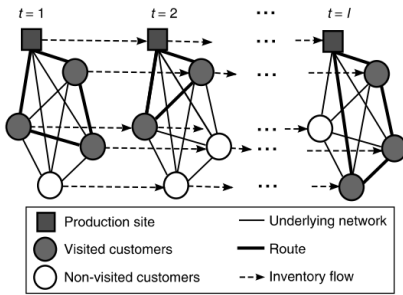 t = 1 t = 2 ... t = l
...
...
...
...
Production site Underlying network
Visited customers Route
Non-visited customers Inventory flow